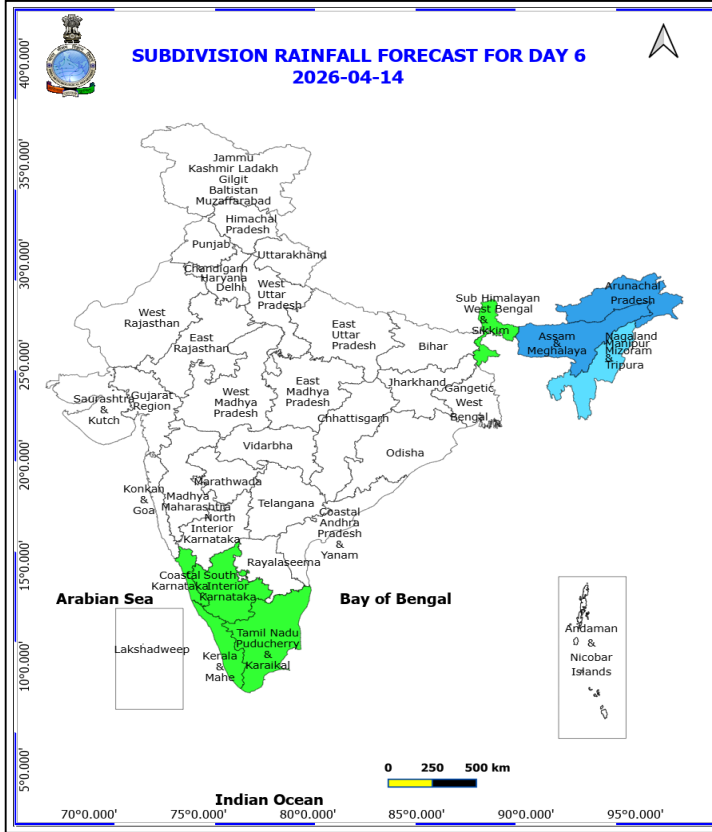 SUBDIVISION RAINFALL FORECAST FOR DAY 6
2026-04-14
40°0.000'
35°0.000'
30°0.000'
25°0.000'
20°0.000'
15°0.000'
10°0.000'
5°0.000'
Jammu
Kashmir Ladakh
Gilgit
Baltistan
Muzaffarabad
Himachal
Pradesh
Punjab
Uttarakhand
Chandigarh
Haryana
Delhi
West
Uttar
Pradesh
West
Rajasthan
East
Rajasthan
East
Uttar
Pradesh
Bihar
Sub Himalayan
West Bengal
&
Sikkim
Arunachal
Pradesh
Assam
&
Meghalaya
Nagaland
Manipur
Mizoram
&
Tripura
Saurashtra
&
Kutch
Gujarat
Region
West
Madhya
Pradesh
East
Madhya
Pradesh
Jharkhand
Gangetic
West
Bengal
Chhattisgarh
Vidarbha
Odisha
Konkan
&
Goa
Madhya
Maharashtra
Marathwada
Telangana
North
Interior
Karnataka
Coastal
Andhra
Pradesh
&
Yanam
Rayalaseema
Coastal
Karnataka
South
Interior
Karnataka
Arabian Sea
Bay of Bengal
Tamil Nadu
Puducherry
&
Karaikal
Kerala
&
Mahe
Lakshadweep
Andaman
&
Nicobar
Islands
0 250 500 km
Indian Ocean
70°0.000' 75°0.000' 80°0.000' 85°0.000' 90°0.000' 95°0.000'